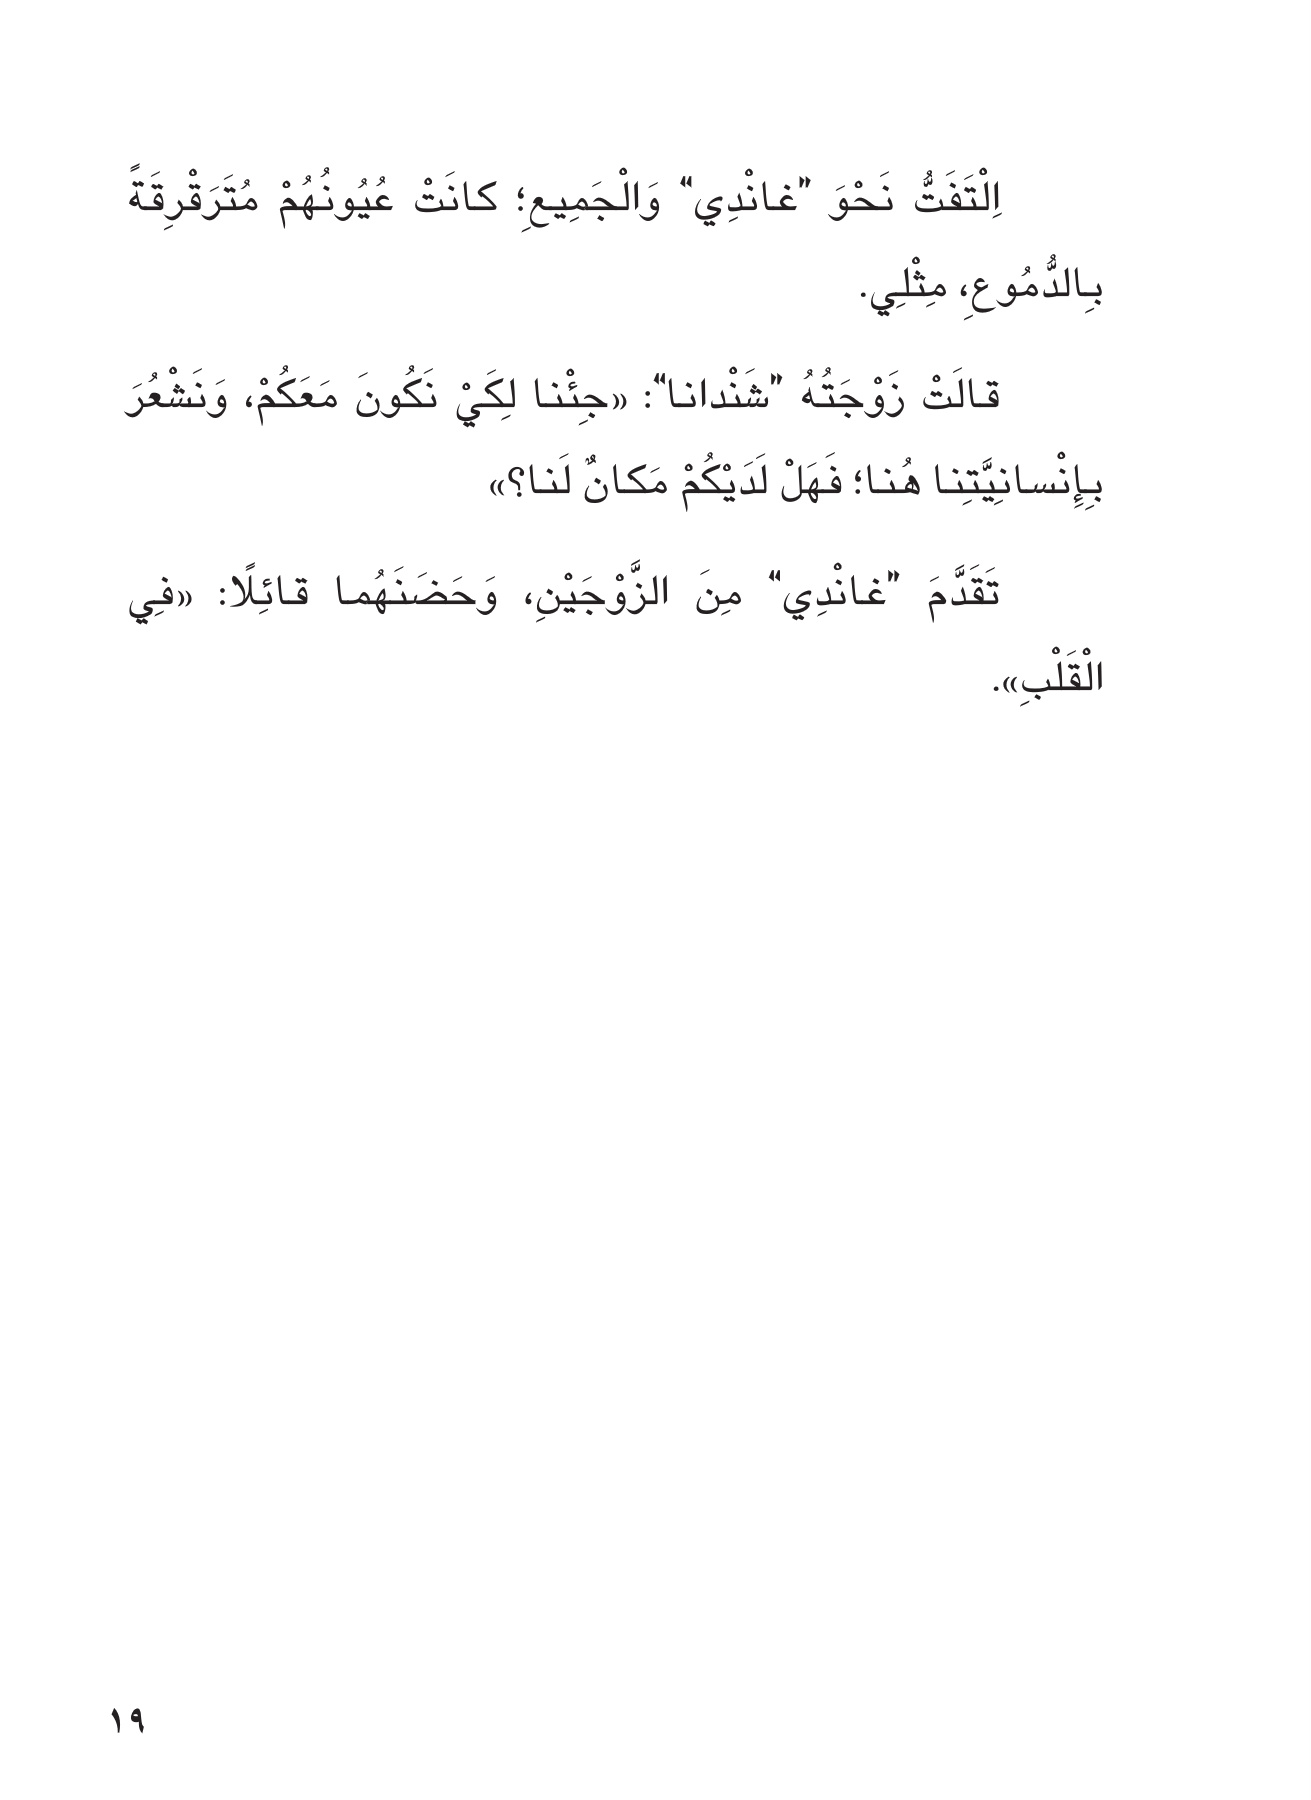 اِلْتَفَتُّ نَحْوَ "غانْدِي" وَالْجَمِيعِ؛ كانَتْ عُيُونُهُمْ مُتَرَقْرِقَةً
بِالدُّمُوعِ، مِثْلِي.
قالَتْ زَوْجَتُهُ "شَنْدانا": «جِئْنا لِكَيْ نَكُونَ مَعَكُمْ، وَنَشْعُرَ
بِإِنْسانِيَّتِنا هُنا؛ فَهَلْ لَدَيْكُمْ مَكانٌ لَنا؟»
تَقَدَّمَ "غانْدِي" مِنَ الزَّوْجَيْنِ، وَحَضَنَهُما قائِلًا: «فِي
الْقَلْبِ».
١٩